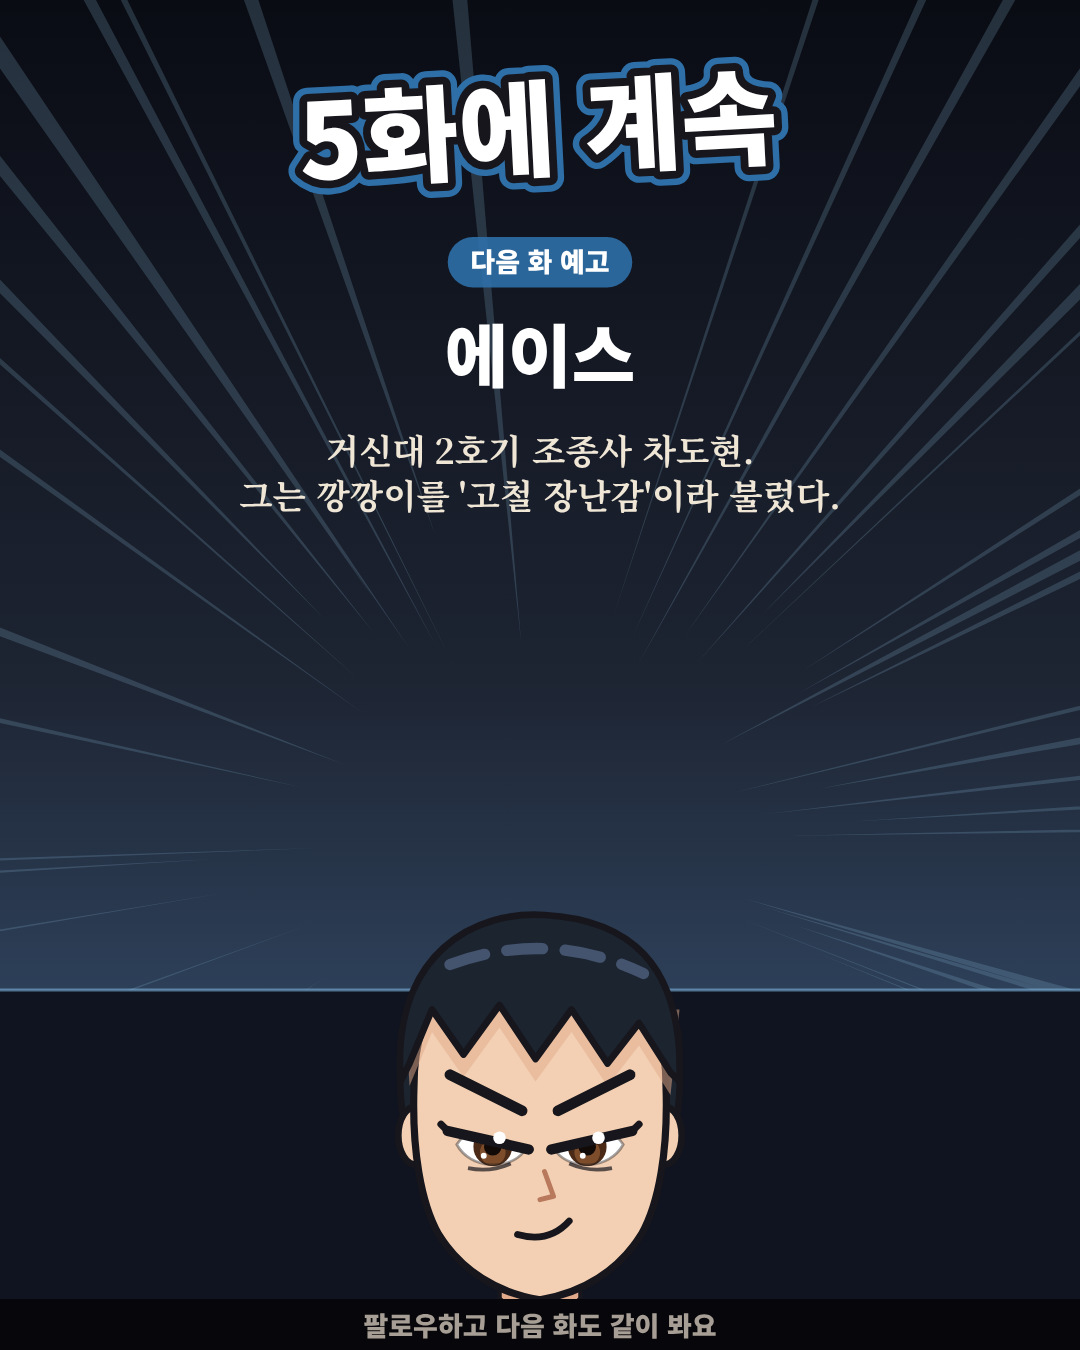 5화에 계속
다음 화 예고
에이스
거신대 2호기 조종사 차도현.
그는 깡깡이를 '고철 장난감'이라 불렀다.
팔로우하고 다음 화도 같이 봐요